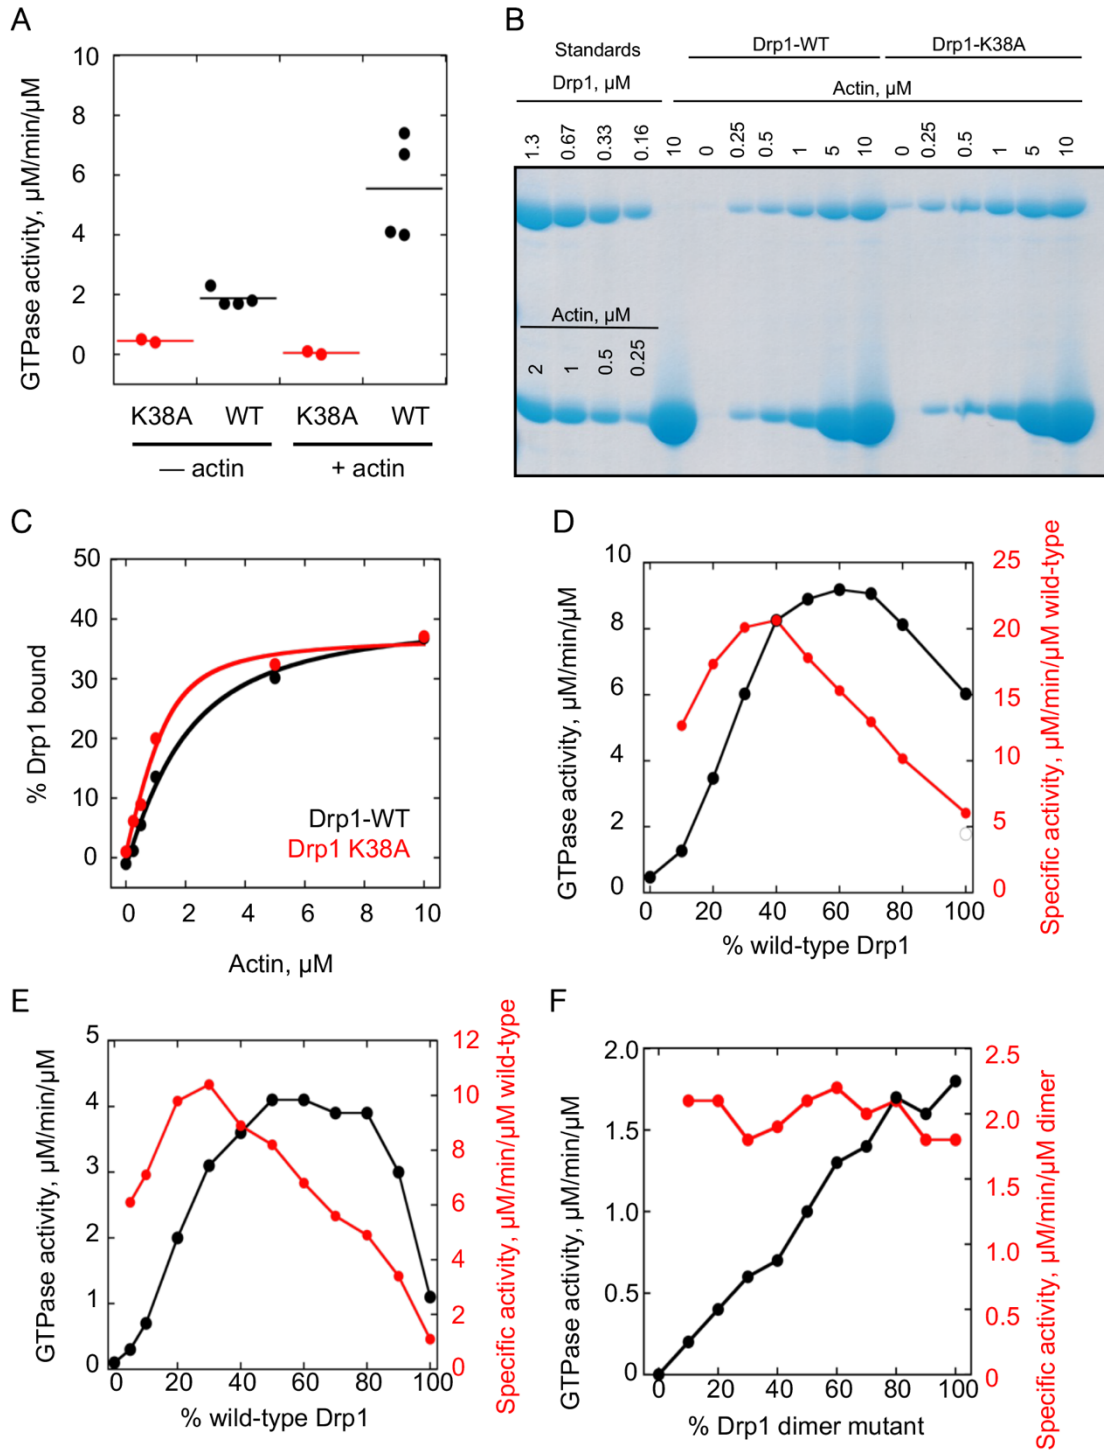 A
GTPase activity, µM/min/µM
10
8
6
4
2
0
K38A WT K38A WT
— actin + actin
B
Standards Drp1-WT Drp1-K38A
Drp1, µM Actin, µM
1.3 0.67 0.33 0.16 10 0 0.25 0.5 1 5 10 0 0.25 0.5 1 5 10
Actin, µM
2 1 0.5 0.25
C
% Drp1 bound
50
40
30
20
10
0
Drp1-WT
Drp1 K38A
0 2 4 6 8 10
Actin, µM
D
GTPase activity, µM/min/µM
10
8
6
4
2
0
Specific activity, µM/min/µM wild-type
25
20
15
10
5
0
0 20 40 60 80 100
% wild-type Drp1
E
GTPase activity, µM/min/µM
5
4
3
2
1
0
Specific activity, µM/min/µM wild-type
12
10
8
6
4
2
0
0 20 40 60 80 100
% wild-type Drp1
F
GTPase activity, µM/min/µM
2.0
1.5
1.0
0.5
0
Specific activity, µM/min/µM dimer
2.5
2.0
1.5
1.0
0.5
0
0 20 40 60 80 100
% Drp1 dimer mutant